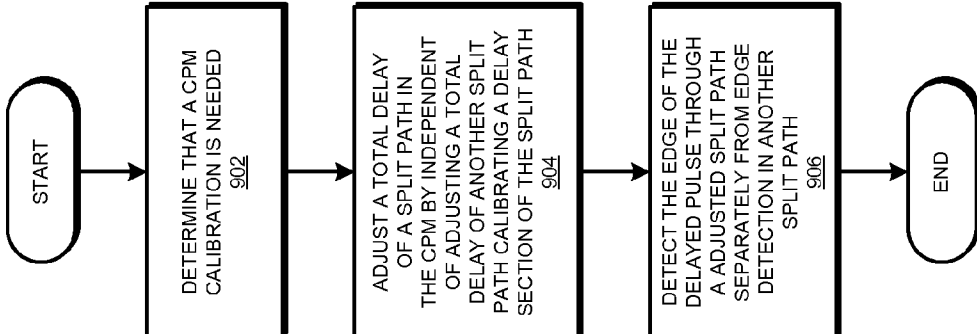 START
DETERMINE THAT A CPM
CALIBRATION IS NEEDED
902
ADJUST A TOTAL DELAY
OF A SPLIT PATH IN
THE CPM BY INDEPENDENT
OF ADJUSTING A TOTAL
DELAY OF ANOTHER SPLIT
PATH CALIBRATING A DELAY
SECTION OF THE SPLIT PATH
904
DETECT THE EDGE OF THE
DELAYED PULSE THROUGH
A ADJUSTED SPLIT PATH
SEPARATELY FROM EDGE
DETECTION IN ANOTHER
SPLIT PATH
906
END